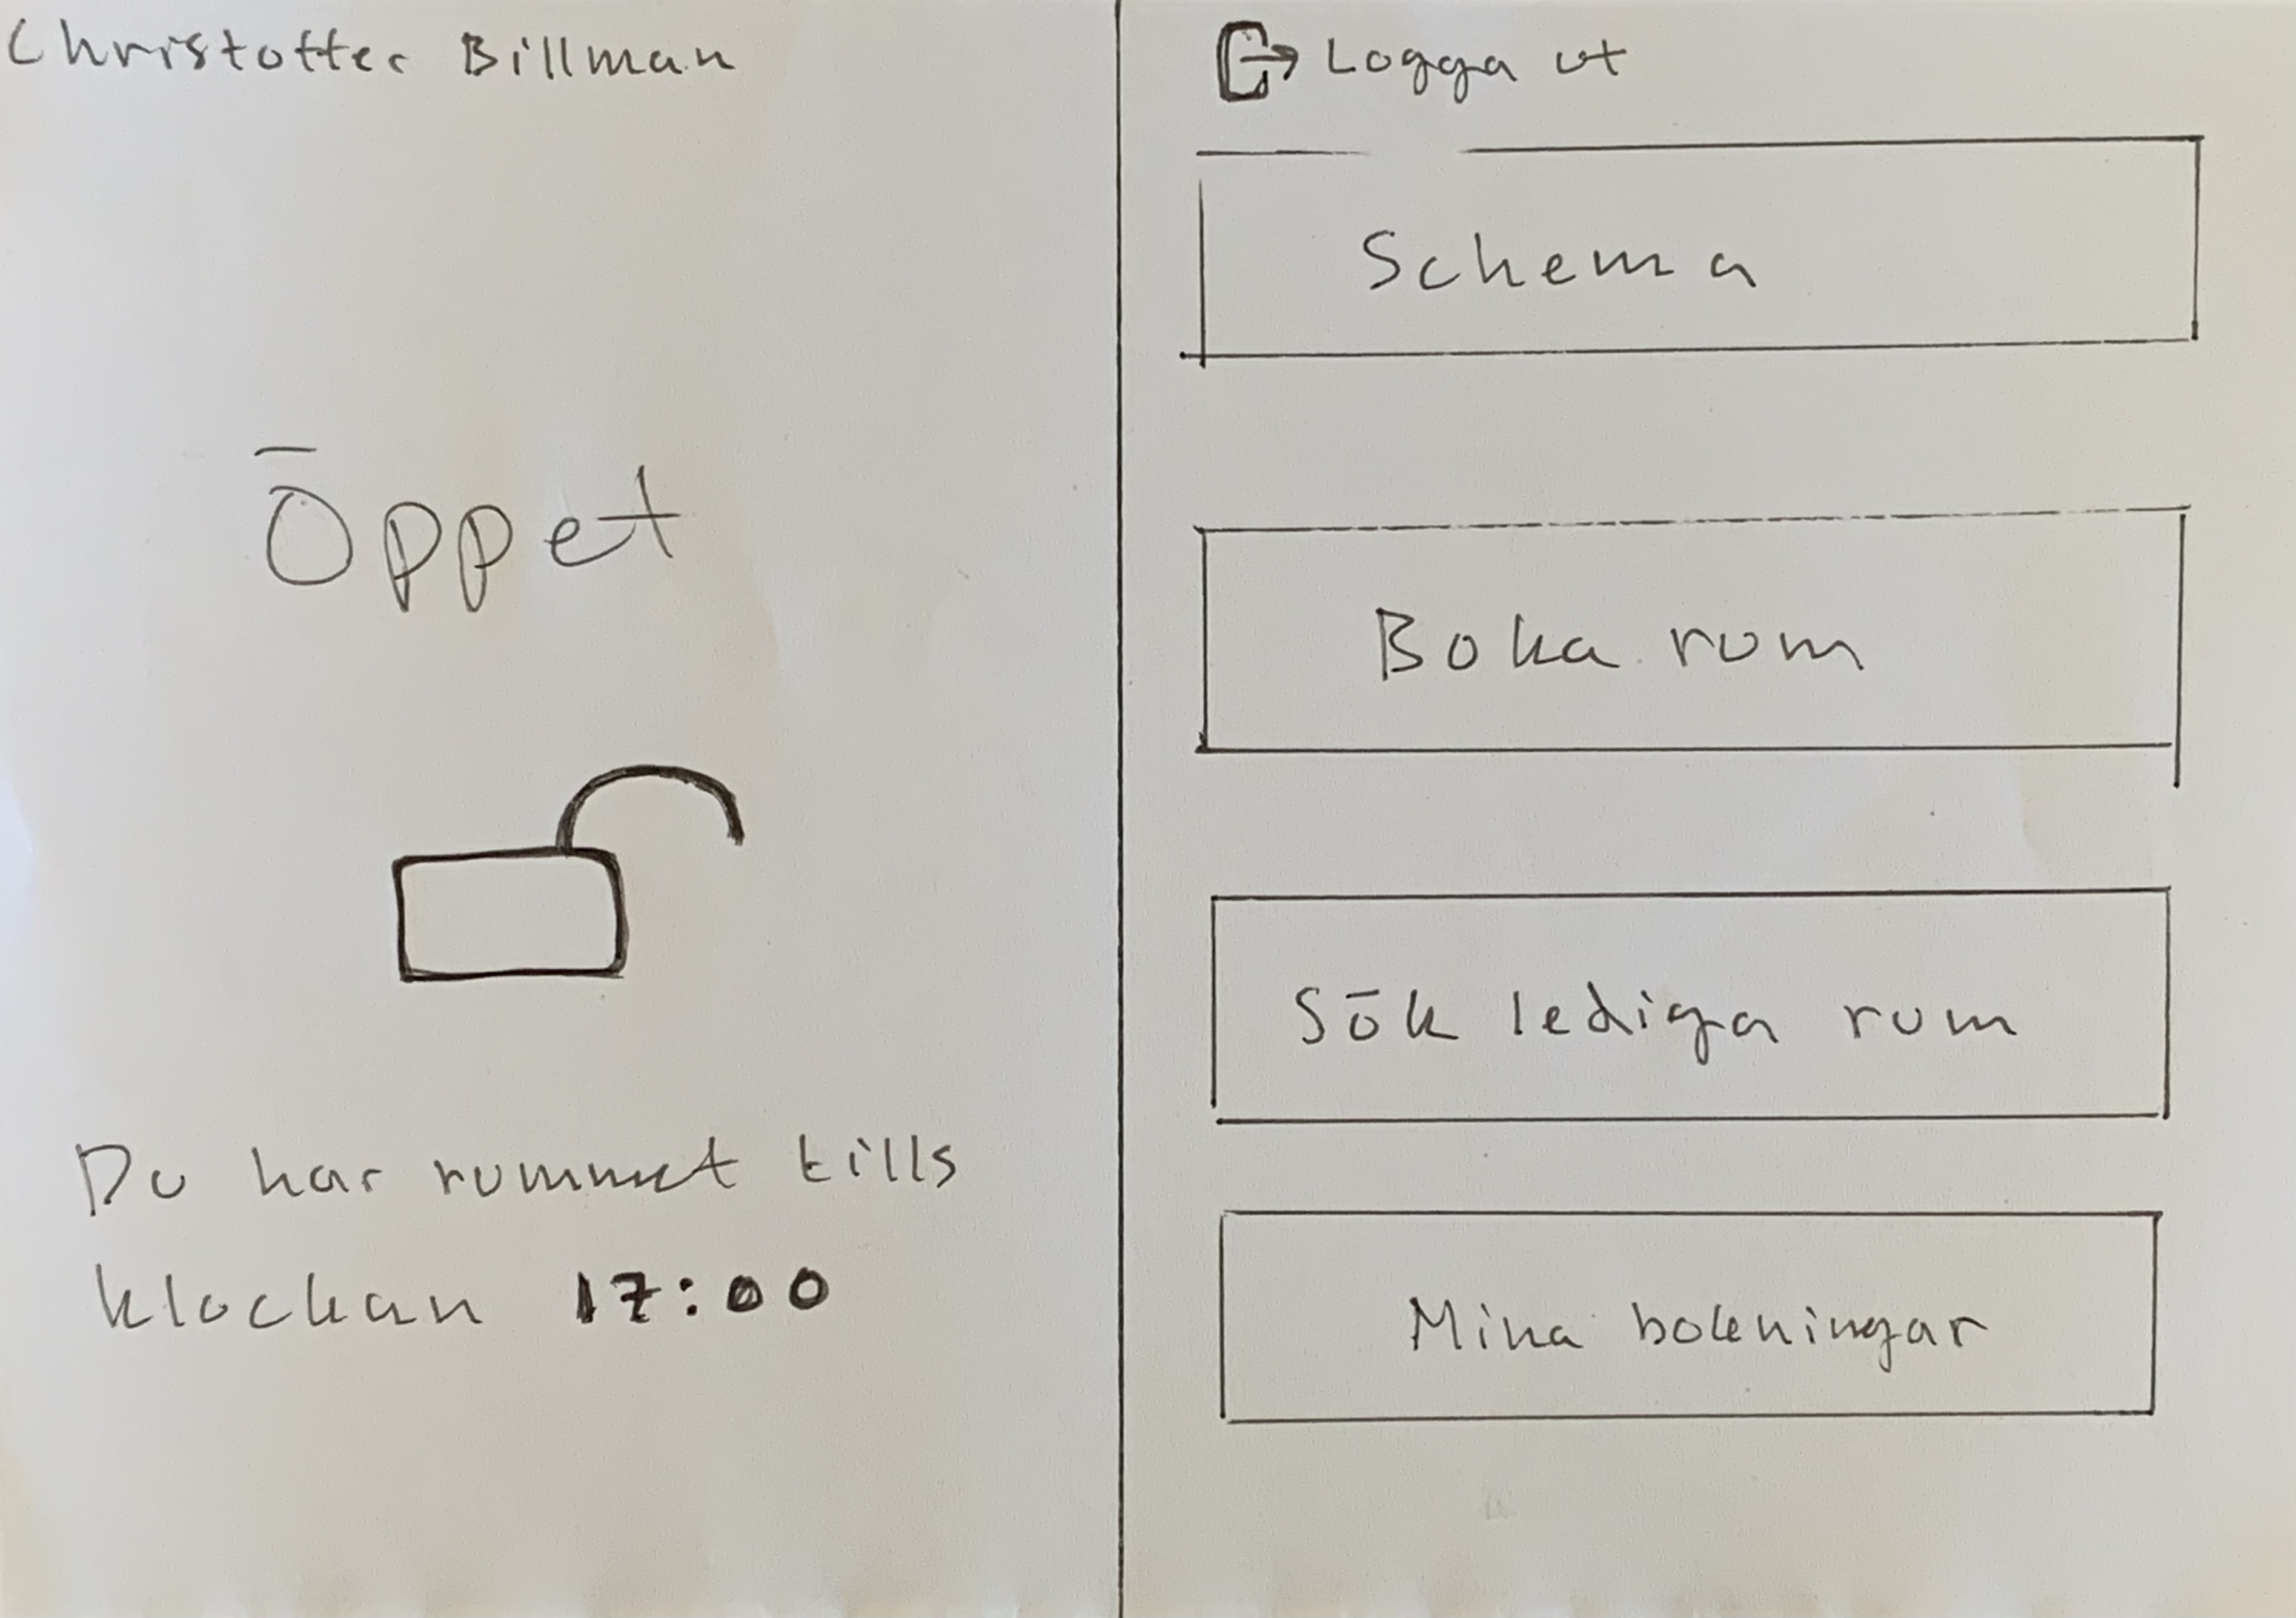 Christoffer Billman
Öppet
Du har rummet tills
klockan 17:00
Logga ut
Schema
Boka rum
Sök lediga rum
Mina bokningar